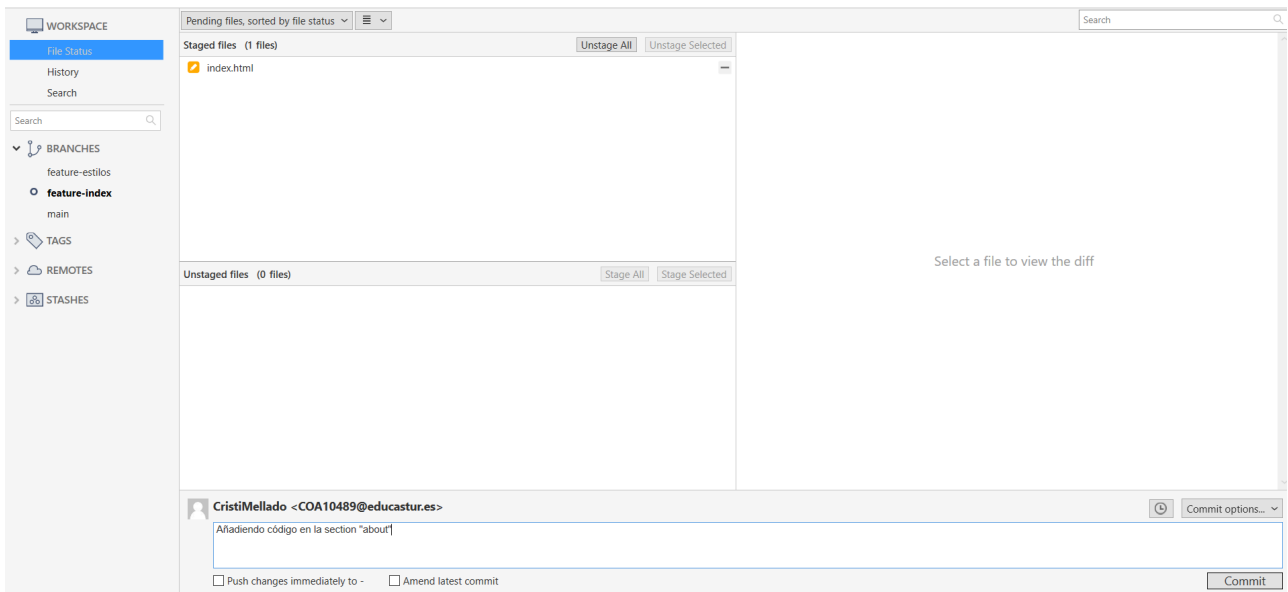 WORKSPACE
File Status
History
Search
Search
BRANCHES
feature-estilos
feature-index
main
TAGS
REMOTES
STASHES
Pending files, sorted by file status
Search
Staged files (1 files)
Unstage All
Unstage Selected
index.html
Unstaged files (0 files)
Stage All
Stage Selected
Select a file to view the diff
CristiMellado <COA10489@educastur.es>
Commit options...
Añadiendo código en la section "about"
Push changes immediately to -
Amend latest commit
Commit